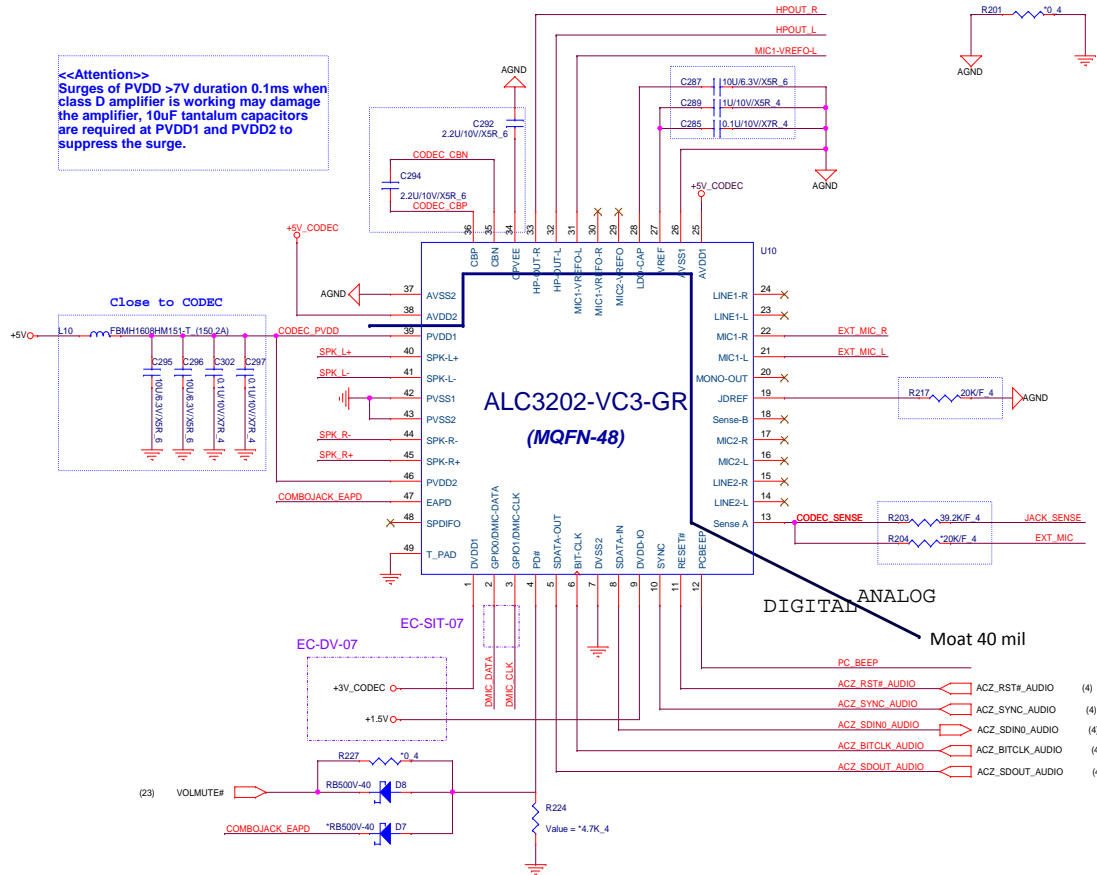 HPOUT_R
HPOUT_L
MIC1-VREFO-L
R201
*0_4
AGND
<<Attention>>
Surges of PVDD >7V duration 0.1ms when
class D amplifier is working may damage
the amplifier, 10uF tantalum capacitors
are required at PVDD1 and PVDD2 to
suppress the surge.
AGND
C292
2.2U/10V/X5R_6
C287
10U/6.3V/X5R_6
C289
1U/10V/X5R_4
C285
0.1U/10V/X7R_4
AGND
CODEC_CBN
C294
2.2U/10V/X5R_6
CODEC_CBP
+5V_CODEC
+5V_CODEC
36
35
34
33
32
31
30
29
28
27
26
25
U10
CBP
CBN
CPVEE
HP-OUT-R
HP-OUT-L
MIC1-VREFO-L
MIC1-VREFO-R
MIC2-VREFO
LDO-CAP
VREF
AVSS1
AVDD1
AGND
37
AVSS2
38
AVDD2
39
PVDD1
40
SPK-L+
41
SPK-L-
42
PVSS1
43
PVSS2
44
SPK-R-
45
SPK-R+
46
PVDD2
47
EAPD
48
SPDIFO
49
T_PAD
Close to CODEC
+5V
L10
FBMH1608HM151-T_(150,2A)
CODEC_PVDD
SPK_L+
SPK_L-
SPK_R-
SPK_R+
COMBOJACK_EAPD
C295
10U/6.3V/X5R_6
C296
10U/6.3V/X5R_6
C302
0.1U/10V/X7R_4
C297
0.1U/10V/X7R_4
ALC3202-VC3-GR
(MQFN-48)
LINE1-R
24
LINE1-L
23
MIC1-R
22
EXT_MIC_R
MIC1-L
21
EXT_MIC_L
MONO-OUT
20
JDREF
19
R217
20K/F_4
AGND
Sense-B
18
MIC2-R
17
MIC2-L
16
LINE2-R
15
LINE2-L
14
Sense A
13
CODEC_SENSE
R203
39.2K/F_4
JACK_SENSE
R204
*20K/F_4
EXT_MIC
DVDD1
GPIO0/DMIC-DATA
GPIO1/DMIC-CLK
PD#
SDATA-OUT
BIT-CLK
DVSS2
SDATA-IN
DVDD-IO
SYNC
RESET#
PCBEEP
1
2
3
4
5
6
7
8
9
10
11
12
DIGITAL
ANALOG
Moat 40 mil
EC-SIT-07
EC-DV-07
+3V_CODEC
+1.5V
DMIC_DATA
DMIC_CLK
PC_BEEP
ACZ_RST#_AUDIO
ACZ_RST#_AUDIO
(4)
ACZ_SYNC_AUDIO
ACZ_SYNC_AUDIO
(4)
ACZ_SDIN0_AUDIO
ACZ_SDIN0_AUDIO
(4)
ACZ_BITCLK_AUDIO
ACZ_BITCLK_AUDIO
(4
ACZ_SDOUT_AUDIO
ACZ_SDOUT_AUDIO
(4
R227
*0_4
(23)
VOLMUTE#
RB500V-40
D8
COMBOJACK_EAPD
*RB500V-40
D7
R224
Value = *4.7K_4